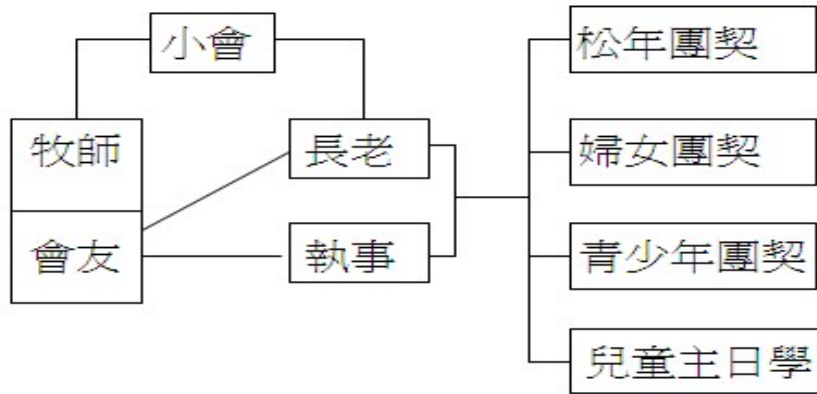 小會
牧師
會友
長老
執事
松年團契
婦女團契
青少年團契
兒童主日學